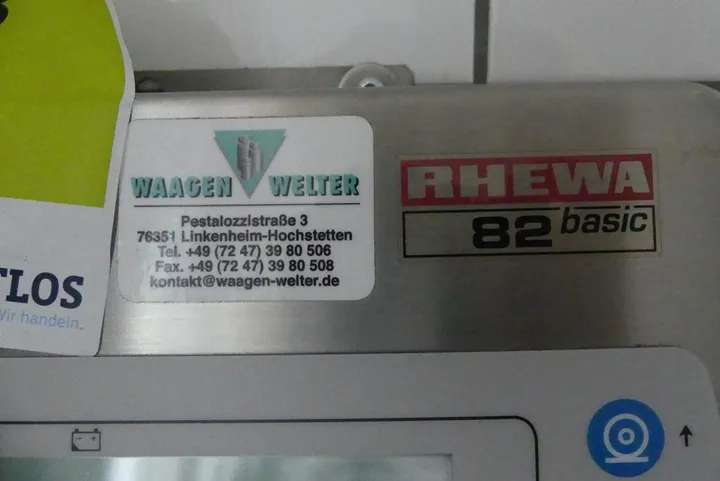 WAAGEN WELTER
Pestalozzistraße 3
76351 Linkenheim-Hochstetten
Tel. +49 (72 47) 39 80 506
Fax. +49 (72 47) 39 80 508
kontakt@waagen-welter.de
RHEWA
82 basic
TLOS
Wir handeln.